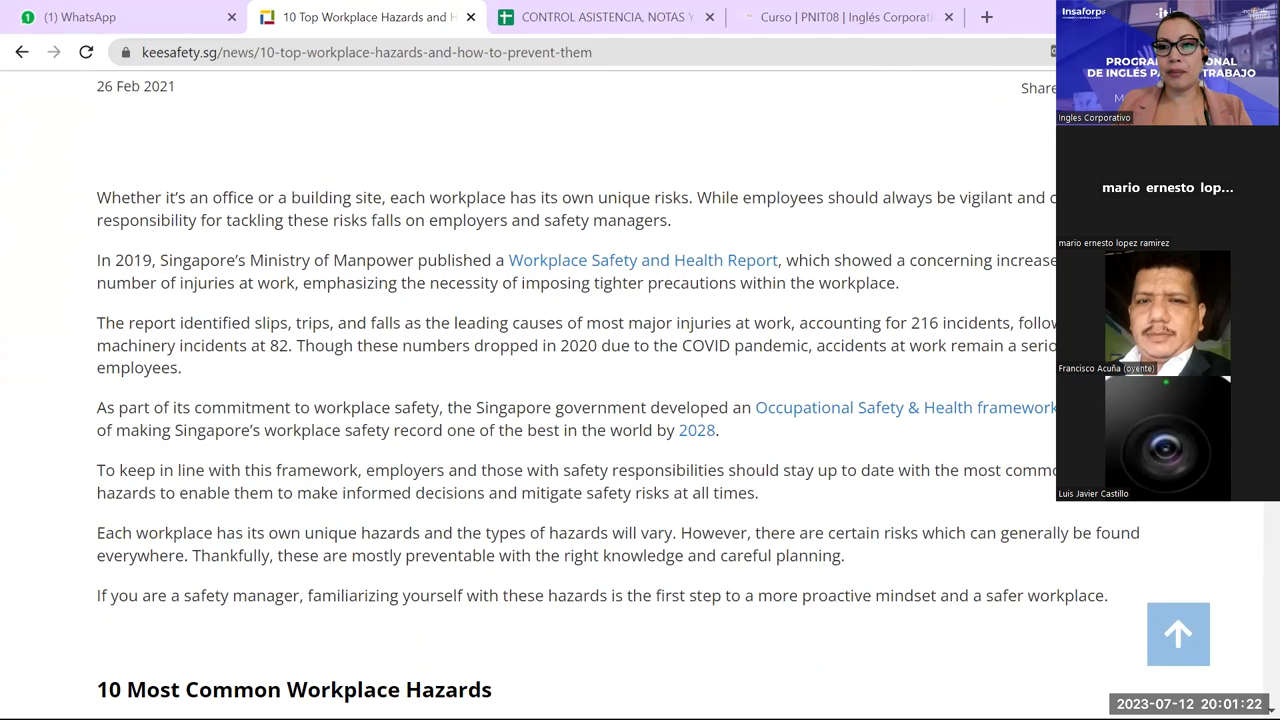 (1) WhatsApp
10 Top Workplace Hazards and H
CONTROL ASISTENCIA NOTAS
Curso IPNT08 | Inglés Corporati
keesafety.sg/news/10-top-workplace-hazards-and-how-to-prevent-them
26 Feb 2021
Share
Whether it's an office or a building site, each workplace has its own unique risks. While employees should always be vigilant and c
responsibility for tackling these risks falls on employers and safety managers.
In 2019, Singapore's Ministry of Manpower published a Workplace Safety and Health Report, which showed a concerning increase
number of injuries at work, emphasizing the necessity of imposing tighter precautions within the workplace.
The report identified slips, trips, and falls as the leading causes of most major injuries at work, accounting for 216 incidents, follow
machinery incidents at 82. Though these numbers dropped in 2020 due to the COVID pandemic, accidents at work remain a serio
employees.
As part of its commitment to workplace safety, the Singapore government developed an Occupational Safety & Health framework
of making Singapore's workplace safety record one of the best in the world by 2028.
To keep in line with this framework, employers and those with safety responsibilities should stay up to date with the most commo
hazards to enable them to make informed decisions and mitigate safety risks at all times.
Each workplace has its own unique hazards and the types of hazards will vary. However, there are certain risks which can generally be found
everywhere. Thankfully, these are mostly preventable with the right knowledge and careful planning.
If you are a safety manager, familiarizing yourself with these hazards is the first step to a more proactive mindset and a safer workplace.
10 Most Common Workplace Hazards
Insaforp
PROGRA ONAL
DE INGLÉS PA TRABAJO
Ingles Corporativo
mario ernesto lop...
mario ernesto lopez ramirez
Francisco Acuña (oyente)
Luis Javier Castillo
2023-07-12 20:01:22